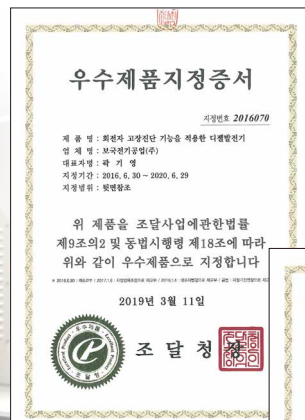 우수제품지정증서
지정번호 2016070
제 품 명 : 회전자 고장진단 기능을 적용한 디젤발전기
업 체 명 : 보국전기공업(주)
대표자명 : 곽 기 영
지정기간 : 2016. 6. 30 ~ 2020. 6. 29
지정범위 : 뒷면참조
위 제품을 조달사업에관한법률
제9조의2 및 동법시행령 제18조에 따라
위와 같이 우수제품으로 지정합니다
2019년 3월 11일
조 달 청 장